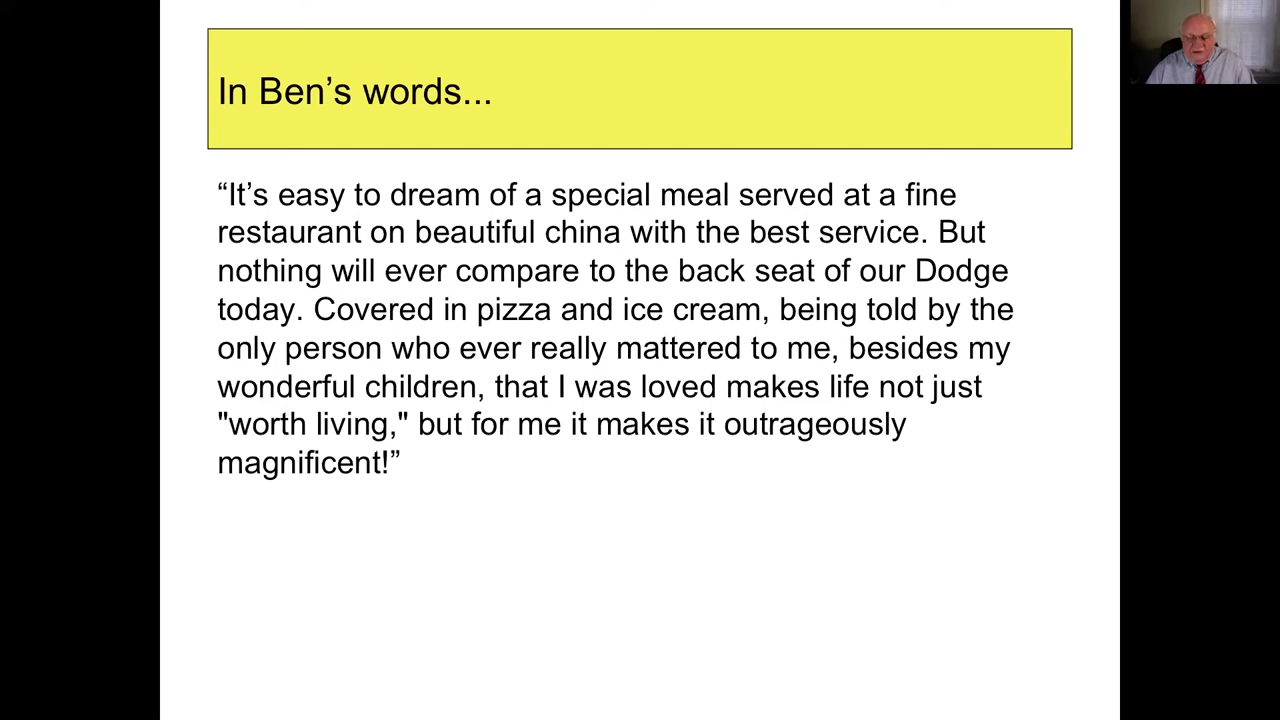 In Ben’s words...
“It’s easy to dream of a special meal served at a fine
restaurant on beautiful china with the best service. But
nothing will ever compare to the back seat of our Dodge
today. Covered in pizza and ice cream, being told by the
only person who ever really mattered to me, besides my
wonderful children, that I was loved makes life not just
"worth living," but for me it makes it outrageously
magnificent!”